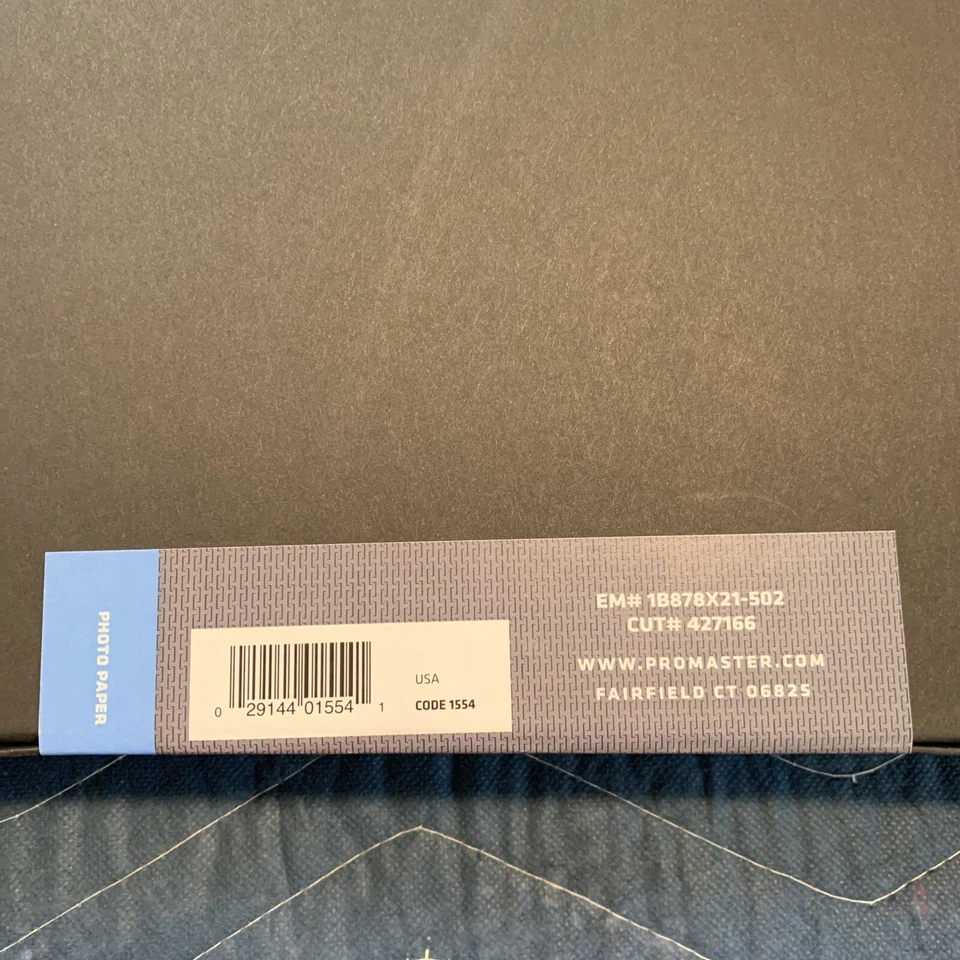 PHOTO PAPER
0 29144 01554 1
USA
CODE 1554
EM# 1B878X21-502
CUT# 427166
WWW.PROMASTER.COM
FAIRFIELD CT 06825